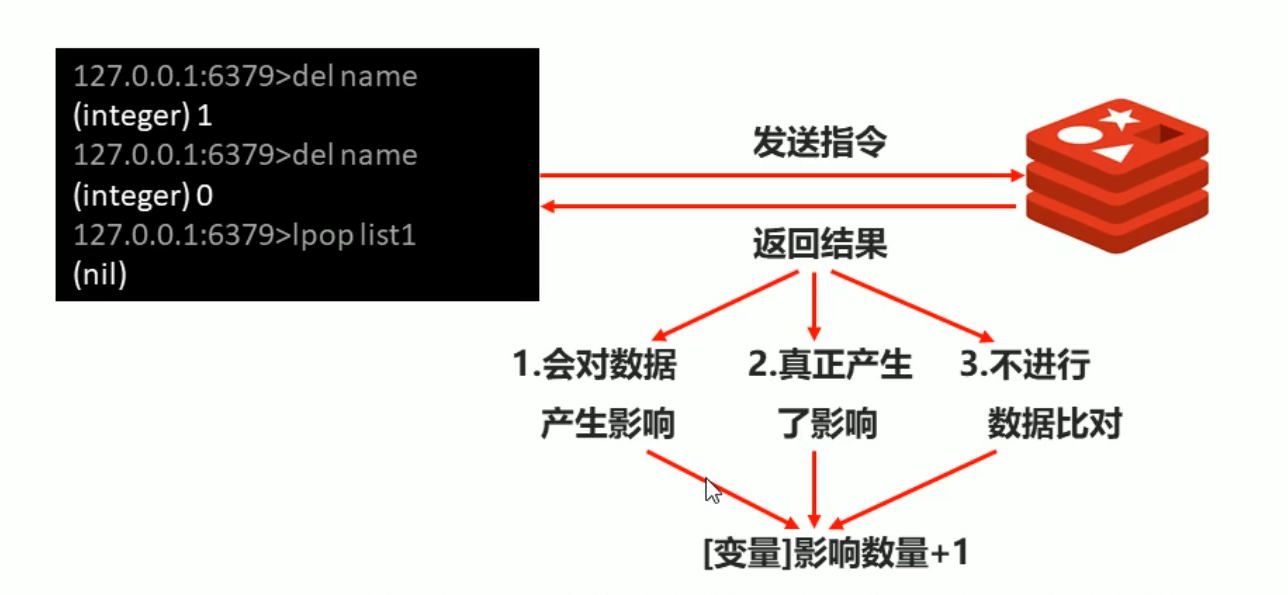 127.0.0.1:6379>del name
(integer) 1
127.0.0.1:6379>del name
(integer) 0
127.0.0.1:6379>lpop list1
(nil)
发送指令
返回结果
1.会对数据
产生影响
2.真正产生
了影响
3.不进行
数据比对
[变量]影响数量+1